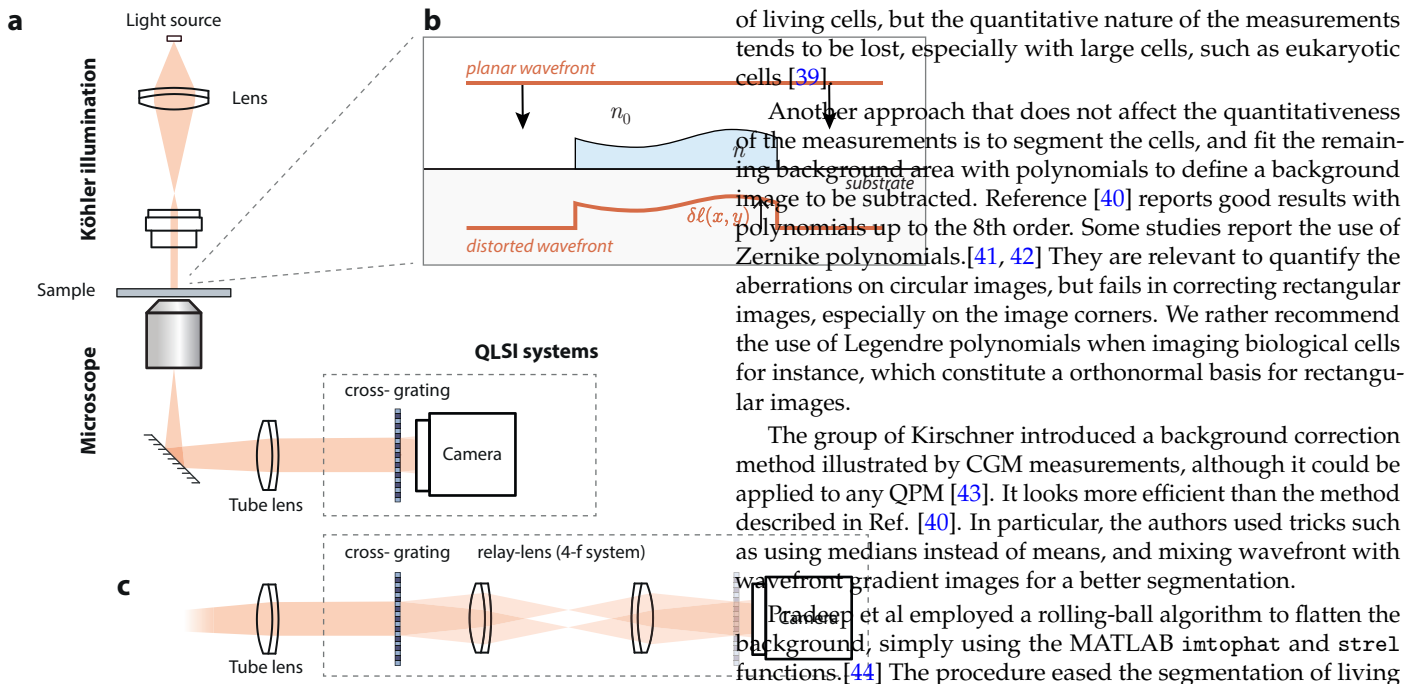 a
Light source
Lens
Köhler illumination
Sample
Microscope
Tube lens
QLSI systems
cross- grating
Camera
b
planar wavefront
n₀
n
substrate
δℓ(x, y)
distorted wavefront
c
cross- grating
relay-lens (4-f system)
Tube lens
Camera
of living cells, but the quantitative nature of the measurements
tends to be lost, especially with large cells, such as eukaryotic
cells [39].
Another approach that does not affect the quantitativeness
of the measurements is to segment the cells, and fit the remain-
ing background area with polynomials to define a background
image to be subtracted. Reference [40] reports good results with
polynomials up to the 8th order. Some studies report the use of
Zernike polynomials.[41, 42] They are relevant to quantify the
aberrations on circular images, but fails in correcting rectangular
images, especially on the image corners. We rather recommend
the use of Legendre polynomials when imaging biological cells
for instance, which constitute a orthonormal basis for rectangu-
lar images.
The group of Kirschner introduced a background correction
method illustrated by CGM measurements, although it could be
applied to any QPM [43]. It looks more efficient than the method
described in Ref. [40]. In particular, the authors used tricks such
as using medians instead of means, and mixing wavefront with
wavefront gradient images for a better segmentation.
Pradeep et al employed a rolling-ball algorithm to flatten the
background, simply using the MATLAB imtophat and strel
functions.[44] The procedure eased the segmentation of living